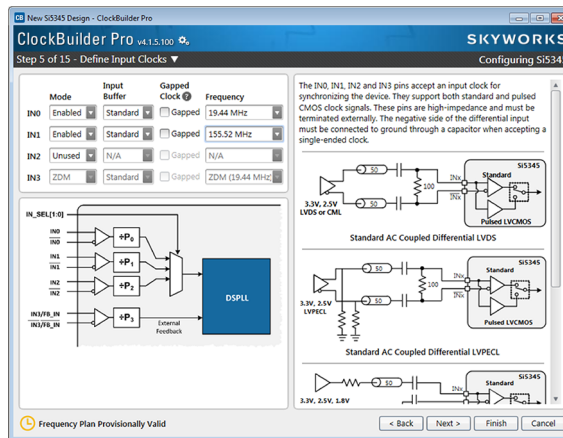 New Si5345 Design - ClockBuilder Pro
ClockBuilder Pro v4.1.5.100
SKYWORKS
Step 5 of 15 - Define Input Clocks ▼
Configuring Si5345
Mode
Input Buffer
Gapped Clock
Frequency
IN0 Enabled Standard Gapped 19.44 MHz
IN1 Enabled Standard Gapped 155.52 MHz
IN2 Unused N/A Gapped N/A
IN3 ZDM Standard Gapped ZDM (19.44 MHz)
The IN0, IN1, IN2 and IN3 pins accept an input clock for
synchronizing the device. They support both standard and pulsed
CMOS clock signals. These pins are high-impedance and must be
terminated externally. The negative side of the differential input
must be connected to ground through a capacitor when accepting a
single-ended clock.
IN_SEL[1:0]
IN0
IN0
÷P0
IN1
IN1
÷P1
IN2
IN2
÷P2
IN3/FB_IN
IN3/FB_IN
÷P3
External
Feedback
DSPLL
Si5345
Standard
50
INx
100
50
INx
3.3V, 2.5V
LVDS or CML
Pulsed LVCMOS
Standard AC Coupled Differential LVDS
Si5345
Standard
50
INx
100
50
INx
3.3V, 2.5V
LVPECL
Pulsed LVCMOS
Standard AC Coupled Differential LVPECL
Si5345
Standard
50
INx
3.3V, 2.5V, 1.8V
Frequency Plan Provisionally Valid
< Back
Next >
Finish
Cancel